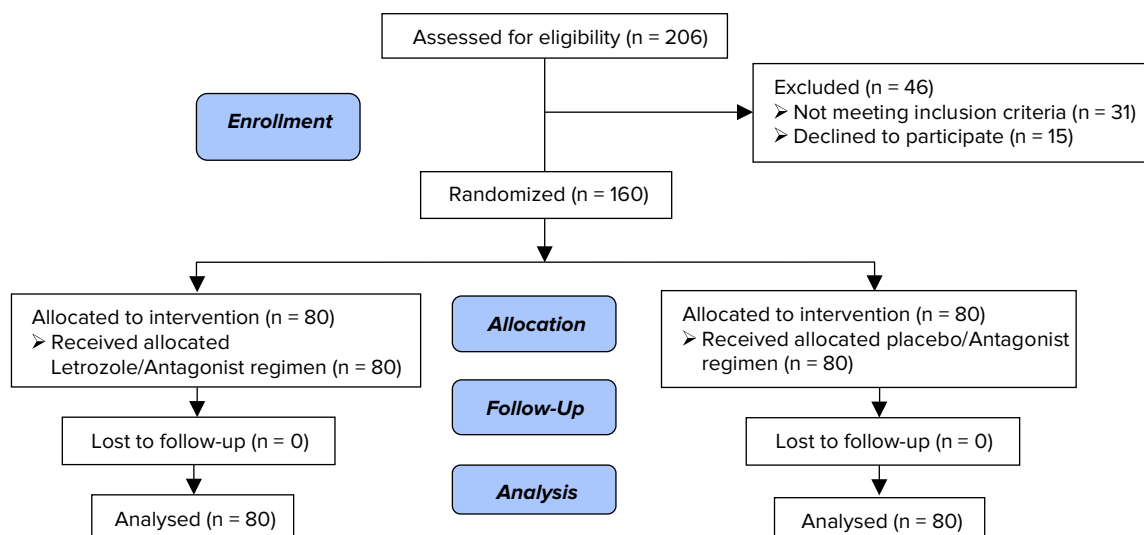 Assessed for eligibility (n = 206)
Excluded (n = 46)
➢ Not meeting inclusion criteria (n = 31)
➢ Declined to participate (n = 15)
Enrollment
Randomized (n = 160)
Allocated to intervention (n = 80)
➢ Received allocated
Letrozole/Antagonist regimen (n = 80)
Allocation
Allocated to intervention (n = 80)
➢ Received allocated placebo/Antagonist
regimen (n = 80)
Follow-Up
Lost to follow-up (n = 0)
Lost to follow-up (n = 0)
Analysis
Analysed (n = 80)
Analysed (n = 80)